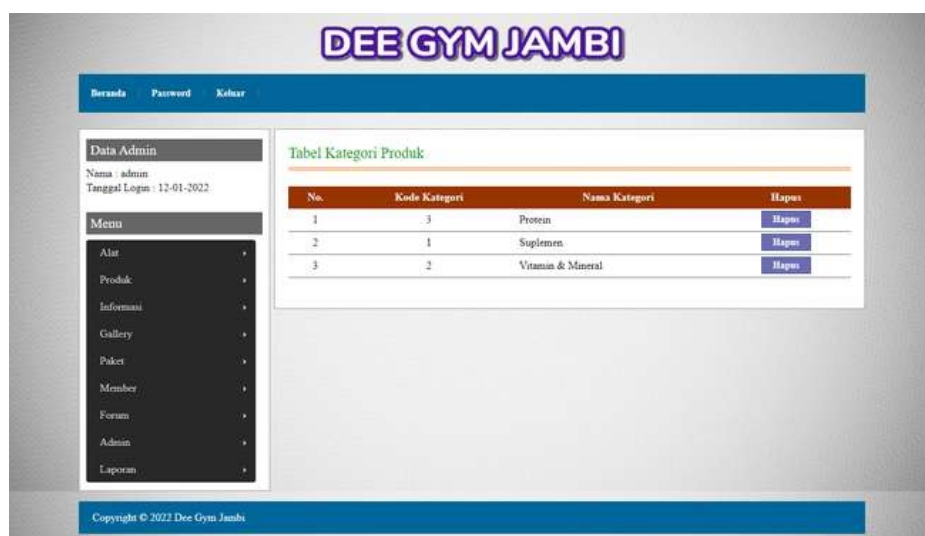 DEE GYM JAMBI
Beranda Password Keluar
Data Admin
Nama : admin
Tanggal Login : 12-01-2022
Menu
Alat
Produk
Informasi
Gallery
Paket
Member
Forum
Admin
Laporan
Tabel Kategori Produk
No. Kode Kategori Nama Kategori Hapus
1 3 Protein Hapus
2 1 Suplemen Hapus
3 2 Vitamin & Mineral Hapus
Copyright © 2022 Dee Gym Jambi